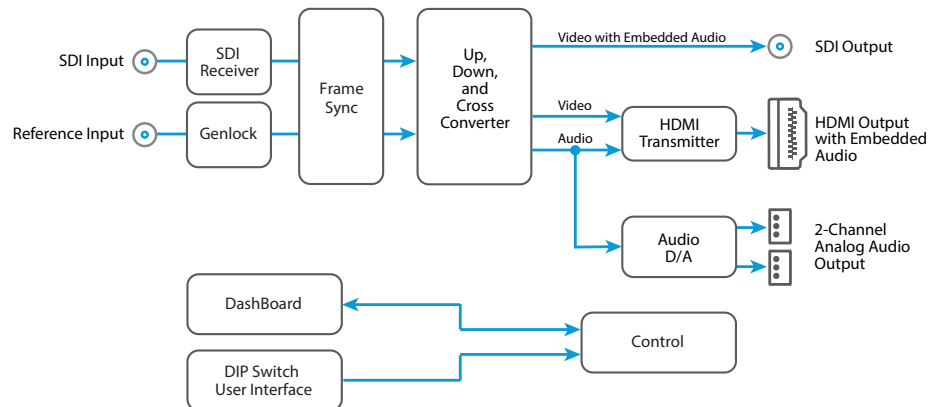 SDI Input
SDI
Receiver
Reference Input
Genlock
Frame
Sync
Up,
Down,
and
Cross
Converter
Video with Embedded Audio
SDI Output
Video
Audio
HDMI
Transmitter
HDMI Output
with Embedded
Audio
Audio
D/A
2-Channel
Analog Audio
Output
DashBoard
DIP Switch
User Interface
Control